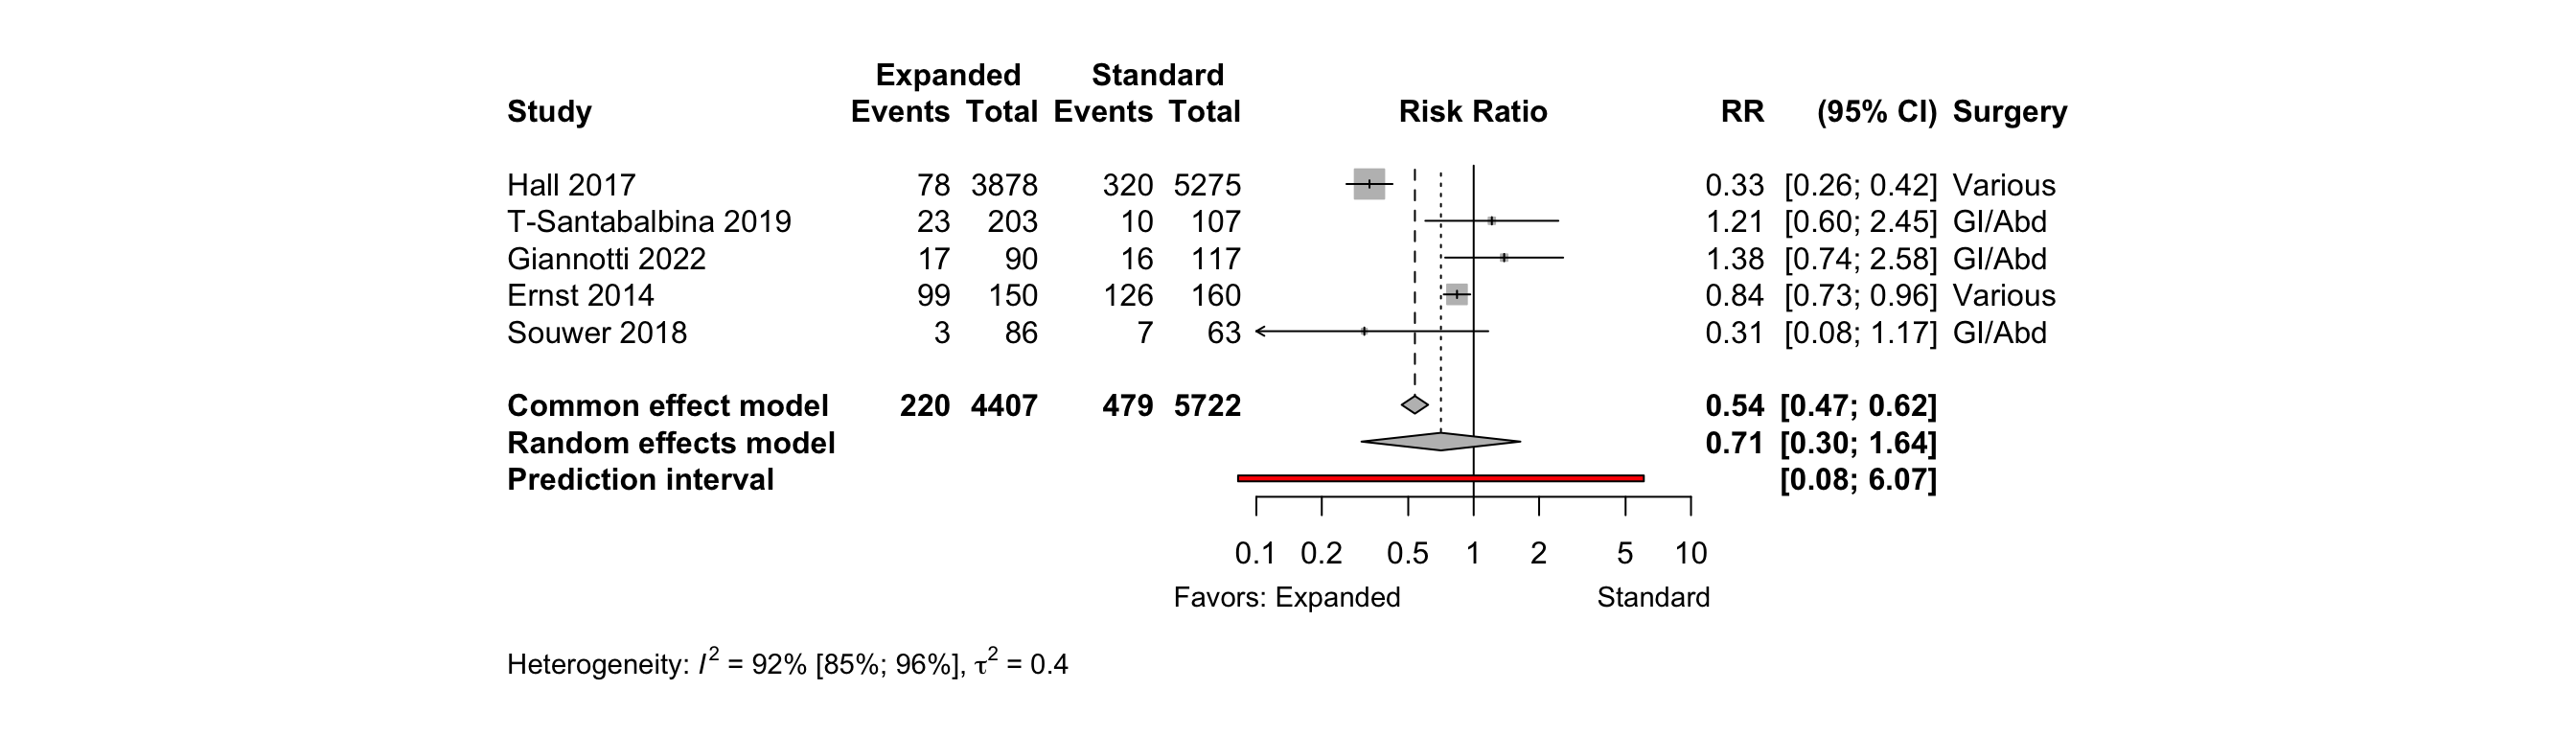 Expanded Standard
Study Events Total Events Total Risk Ratio RR (95% CI) Surgery
Hall 2017 78 3878 320 5275 0.33 [0.26; 0.42] Various
T-Santabalbina 2019 23 203 10 107 1.21 [0.60; 2.45] GI/Abd
Giannotti 2022 17 90 16 117 1.38 [0.74; 2.58] GI/Abd
Ernst 2014 99 150 126 160 0.84 [0.73; 0.96] Various
Souwer 2018 3 86 7 63 0.31 [0.08; 1.17] GI/Abd
Common effect model 220 4407 479 5722 0.54 [0.47; 0.62]
Random effects model 0.71 [0.30; 1.64]
Prediction interval [0.08; 6.07]
0.1 0.2 0.5 1 2 5 10
Favors: Expanded Standard
Heterogeneity: I² = 92% [85%; 96%], τ² = 0.4